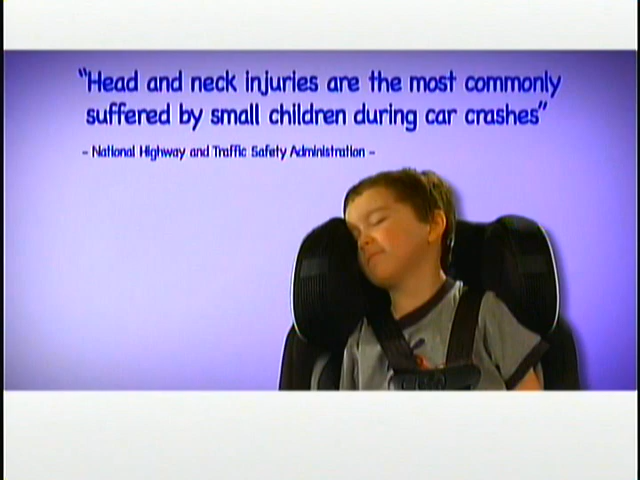 "Head and neck injuries are the most commonly
suffered by small children during car crashes"
- National Highway and Traffic Safety Administration -